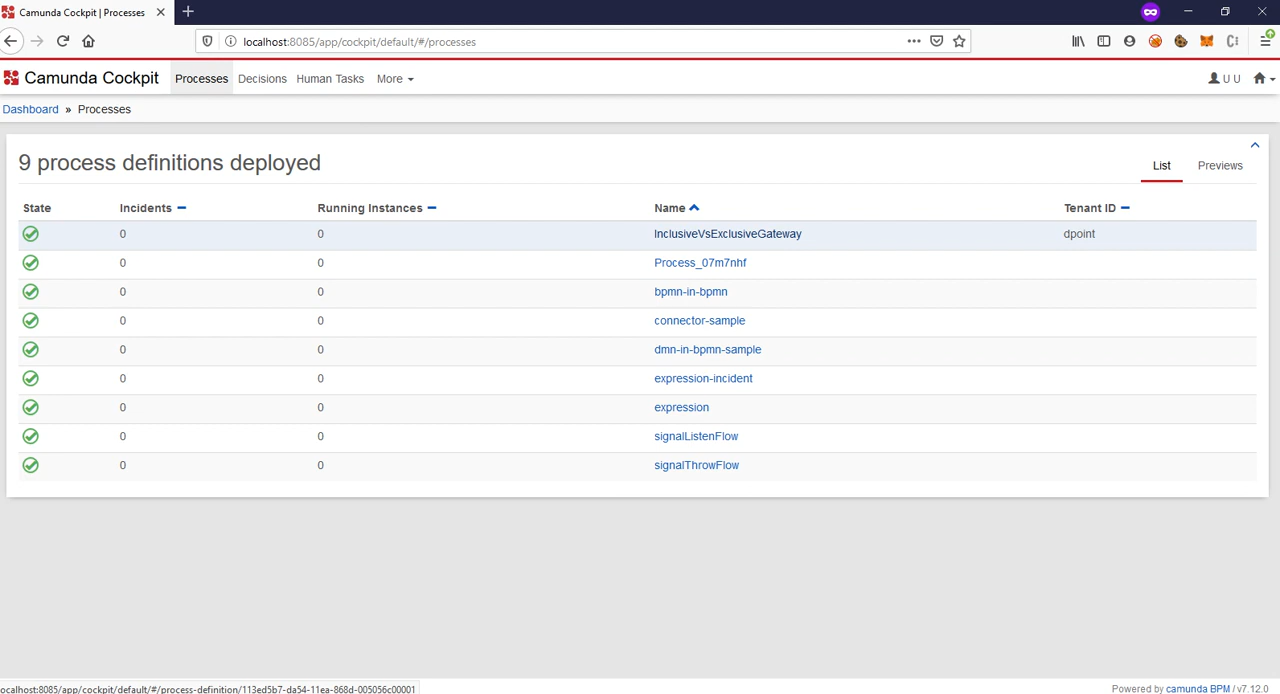 Camunda Cockpit | Processes
localhost:8085/app/cockpit/default/#/processes
Camunda Cockpit Processes Decisions Human Tasks More U U
Dashboard » Processes
9 process definitions deployed
List Previews
State Incidents Running Instances Name Tenant ID
0 0 InclusiveVsExclusiveGateway dpoint
0 0 Process_07m7nhf
0 0 bpmn-in-bpmn
0 0 connector-sample
0 0 dmn-in-bpmn-sample
0 0 expression-incident
0 0 expression
0 0 signalListenFlow
0 0 signalThrowFlow
ocalhost:8085/app/cockpit/default/#/process-definition/113ed5b7-da54-11ea-868d-005056c00001
Powered by camunda BPM / v7.12.0